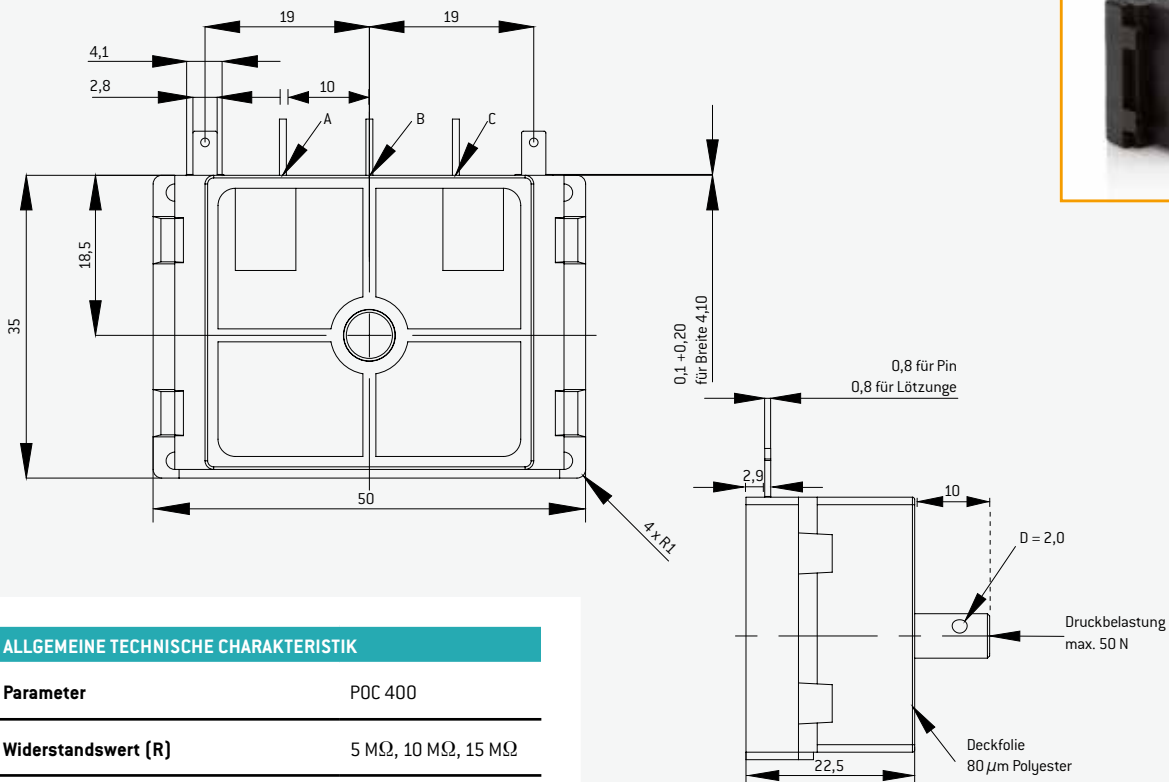 19
19
4,1
2,8
10
A
B
C
18,5
35
0,1 +0,20
für Breite 4,10
50
4 x R1
0,8 für Pin
0,8 für Lötzunge
2,9
10
D = 2,0
Druckbelastung
max. 50 N
Deckfolie
80 µm Polyester
22,5
ALLGEMEINE TECHNISCHE CHARAKTERISTIK
Parameter POC 400
Widerstandswert (R) 5 MΩ, 10 MΩ, 15 MΩ